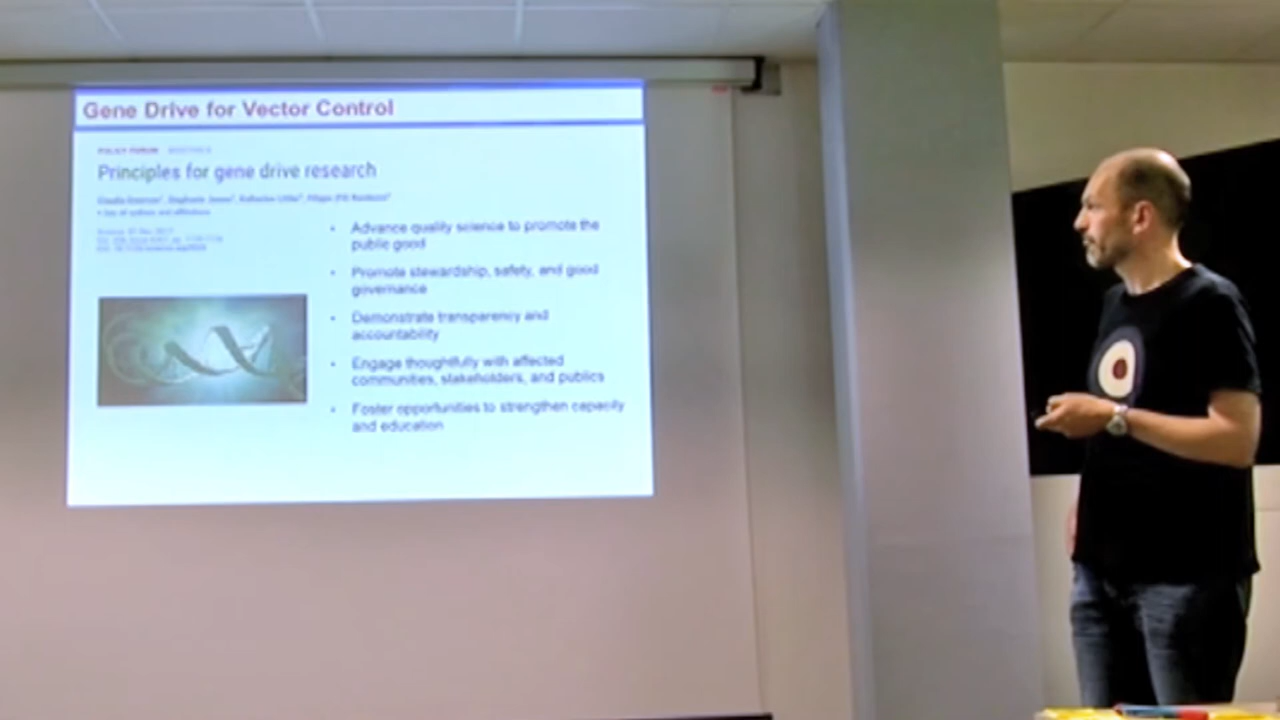 Gene Drive for Vector Control
POLICY FORUM
Principles for gene drive research
• Advance quality science to promote the
public good
• Promote stewardship, safety, and good
governance
• Demonstrate transparency and
accountability
• Engage thoughtfully with affected
communities, stakeholders, and publics
• Foster opportunities to strengthen capacity
and education